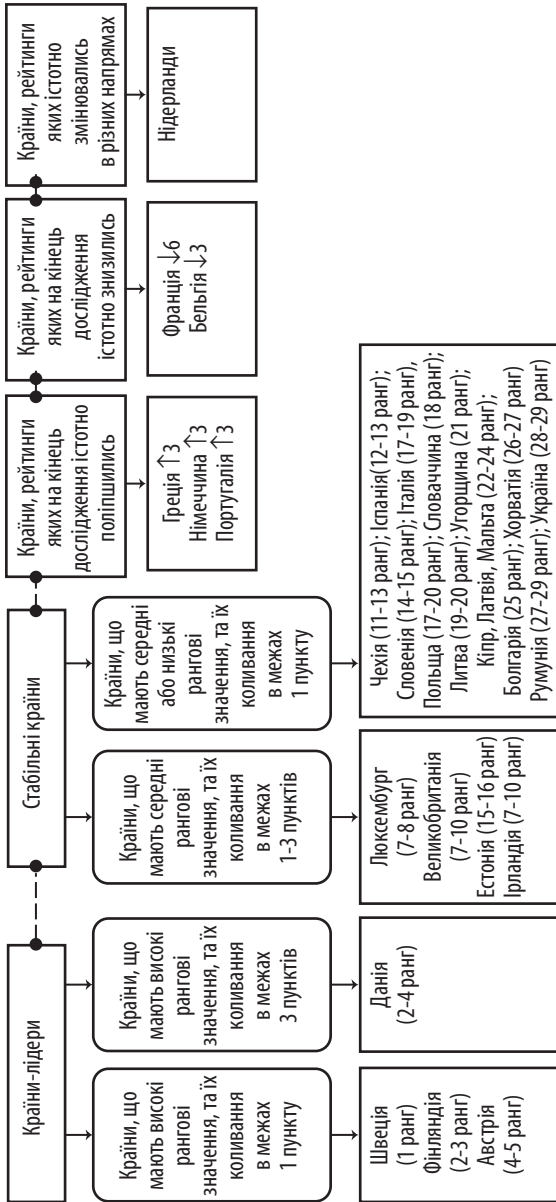 Країни-лідери
Країни, що
мають високі
рангові
значення, та їх
коливання
в межах
1 пункту
Швеція
(1 ранг)
Фінляндія
(2-3 ранг)
Австрія
(4-5 ранг)
Країни, що
мають високі
рангові
значення, та їх
коливання
в межах
3 пунктів
Данія
(2-4 ранг)
Стабільні країни
Країни, що
мають середні
рангові
значення, та їх
коливання
в межах
1-3 пунктів
Люксембург
(7-8 ранг)
Великобританія
(7-10 ранг)
Естонія (15-16 ранг)
Ірландія (7-10 ранг)
Країни, що
мають середні
або низькі
рангові
значення, та їх
коливання
в межах
1 пункту
Чехія (11-13 ранг); Іспанія(12-13 ранг);
Словенія (14-15 ранг); Італія (17-19 ранг),
Польща (17-20 ранг); Словаччина (18 ранг);
Литва (19-20 ранг); Угорщина (21 ранг);
Кіпр, Латвія, Мальта (22-24 ранг);
Болгарія (25 ранг); Хорватія (26-27 ранг)
Румунія (27-29 ранг); Україна (28-29 ранг)
Країни, рейтинги
яких на кінець
дослідження істотно
поліпшились
Греція ↑3
Німеччина ↑3
Португалія ↑3
Країни, рейтинги
яких на кінець
дослідження
істотно знизились
Франція ↓6
Бельгія ↓3
Країни, рейтинги
яких істотно
змінювались
в різних напрямах
Нідерланди